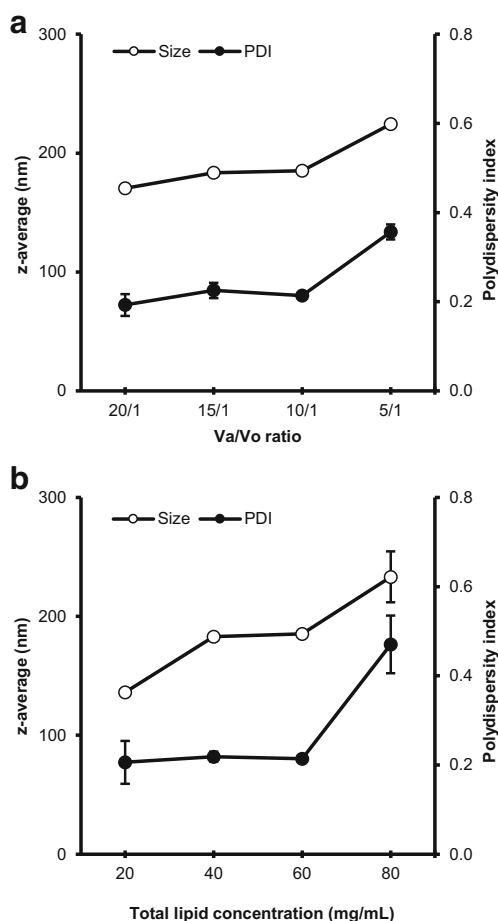 a
Size PDI
300
200
100
0
z-average (nm)
0.8
0.6
0.4
0.2
0.0
Polydispersity index
20/1 15/1 10/1 5/1
Va/Vo ratio
b
Size PDI
300
200
100
0
z-average (nm)
0.8
0.6
0.4
0.2
0.0
Polydispersity index
20 40 60 80
Total lipid concentration (mg/mL)